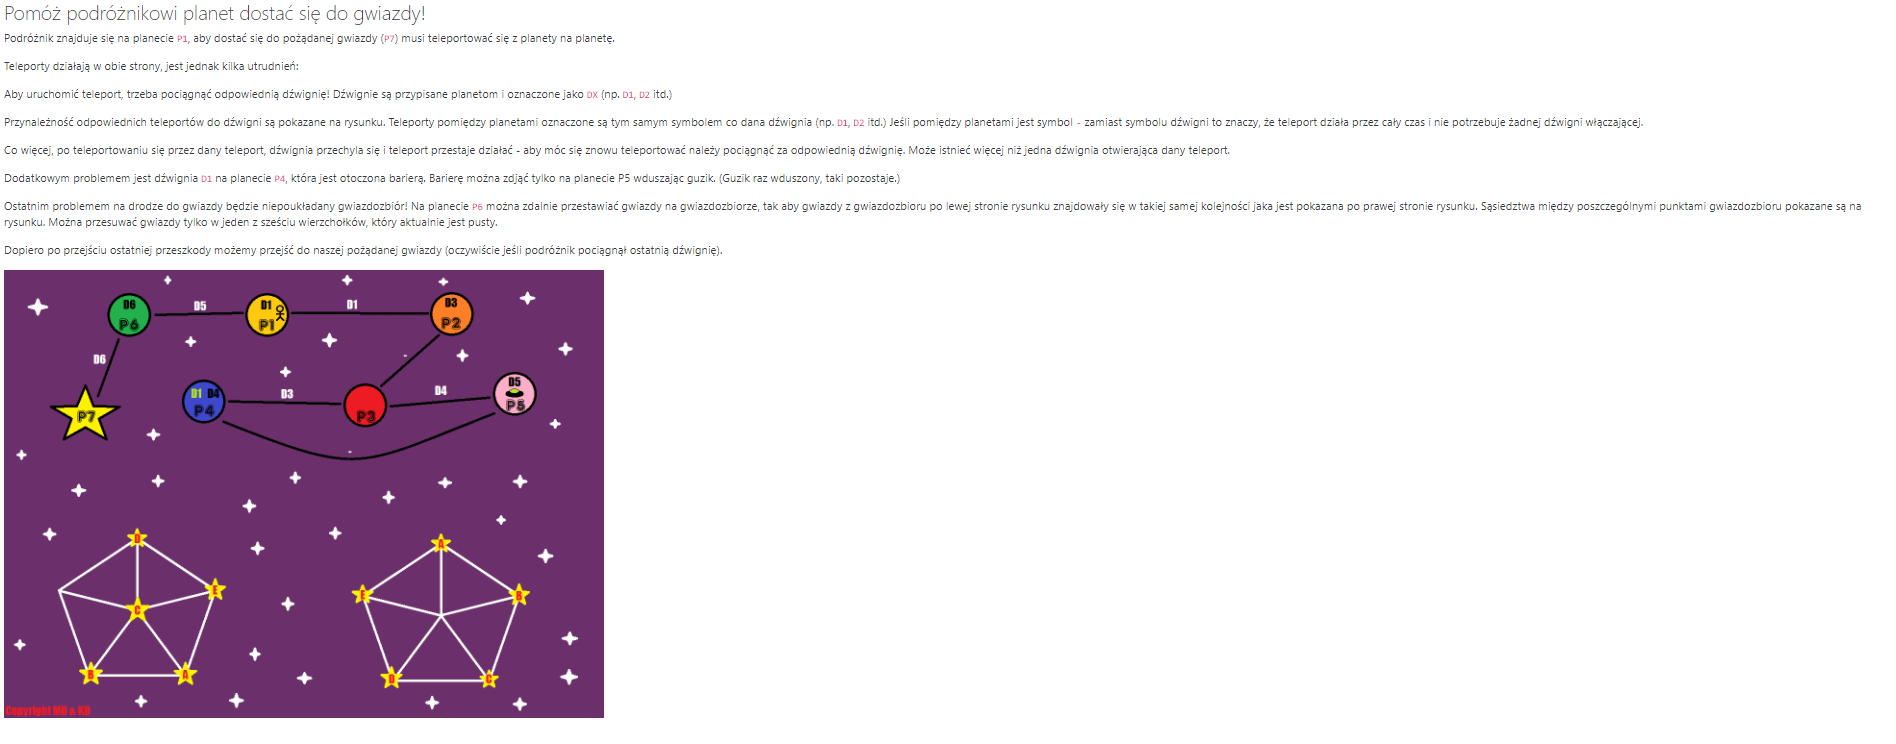 Pomóż podróżnikowi planet dostać się do gwiazdy!
Podróżnik znajduje się na planecie P1, aby dostać się do pożądanej gwiazdy (P7) musi teleportować się z planety na planetę.
Teleporty działają w obie strony, jest jednak kilka utrudnień:
Aby uruchomić teleport, trzeba pociągnąć odpowiednią dźwignię! Dźwignie są przypisane planetom i oznaczone jako DX (np. D1, D2 itd.)
Przynależność odpowiednich teleportów do dźwigni są pokazane na rysunku. Teleporty pomiędzy planetami oznaczone są tym samym symbolem co dana dźwignia (np. D1, D2 itd.) Jeśli pomiędzy planetami jest symbol - zamiast symbolu dźwigni to znaczy, że teleport działa przez cały czas i nie potrzebuje żadnej dźwigni włączającej.
Co więcej, po teleportowaniu się przez dany teleport, dźwignia przechyla się i teleport przestaje działać - aby móc się znowu teleportować należy pociągnąć za odpowiednią dźwignię. Może istnieć więcej niż jedna dźwignia otwierająca dany teleport.
Dodatkowym problemem jest dźwignia D1 na planecie P4, która jest otoczona barierą. Barierę można zdjąć tylko na planecie P5 wduszając guzik. (Guzik raz wduszony, taki pozostaje.)
Ostatnim problemem na drodze do gwiazdy będzie niepoukładany gwiazdozbiór! Na planecie P6 można zdalnie przestawiać gwiazdy na gwiazdozbiorze, tak aby gwiazdy z gwiazdozbioru po lewej stronie rysunku znajdowały się w takiej samej kolejności jaka jest pokazana po prawej stronie rysunku. Sąsiedztwa między poszczególnymi punktami gwiazdozbioru pokazane są na
rysunku. Można przesuwać gwiazdy tylko w jeden z sześciu wierzchołków, który aktualnie jest pusty.
Dopiero po przejściu ostatniej przeszkody możemy przejść do naszej pożądanej gwiazdy (oczywiście jeśli podróżnik pociągnął ostatnią dźwignię).
D6 D5 D1 D1 D3
P6 P1 P2
D6 -
D1 D4 D3 D4 D5
P7 P4 P3 P5
-
D A
E E B
C
B A D C
Copyright MD & KD